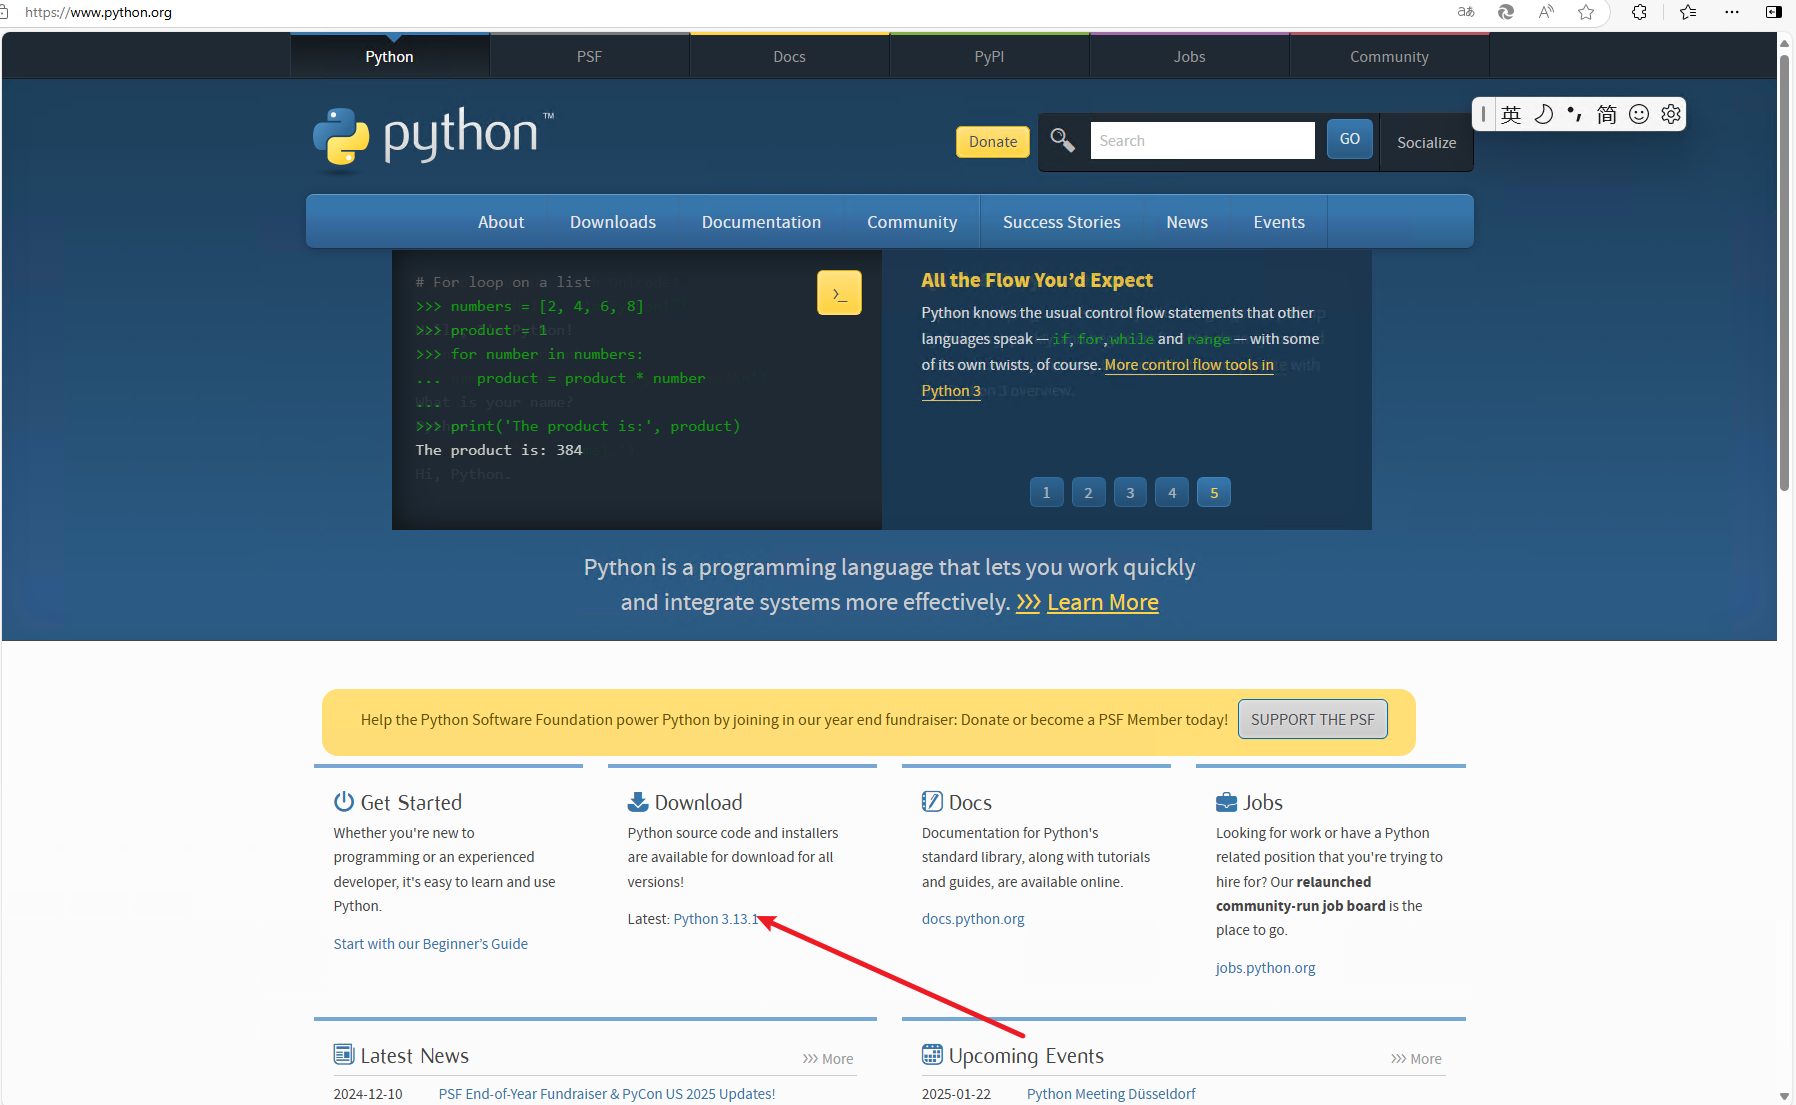 https://www.python.org
Python
PSF
Docs
PyPI
Jobs
Community
python™
Donate
Search
GO
Socialize
英
简
About
Downloads
Documentation
Community
Success Stories
News
Events
# For loop on a list
>>> numbers = [2, 4, 6, 8]
>>> product = 1
>>> for number in numbers:
...    product = product * number
...
>>> print('The product is:', product)
The product is: 384
What is your name?
Hi, Python.
>_
All the Flow You’d Expect
Python knows the usual control flow statements that other
languages speak — if, for, while and range — with some
of its own twists, of course. More control flow tools in
Python 3
1
2
3
4
5
Python is a programming language that lets you work quickly
and integrate systems more effectively. >>> Learn More
Help the Python Software Foundation power Python by joining in our year end fundraiser: Donate or become a PSF Member today!
SUPPORT THE PSF
Get Started
Whether you're new to
programming or an experienced
developer, it's easy to learn and use
Python.
Start with our Beginner’s Guide
Download
Python source code and installers
are available for download for all
versions!
Latest: Python 3.13.1
Docs
Documentation for Python's
standard library, along with tutorials
and guides, are available online.
docs.python.org
Jobs
Looking for work or have a Python
related position that you're trying to
hire for? Our relaunched
community-run job board is the
place to go.
jobs.python.org
Latest News
>>> More
2024-12-10 PSF End-of-Year Fundraiser & PyCon US 2025 Updates!
Upcoming Events
>>> More
2025-01-22 Python Meeting Düsseldorf